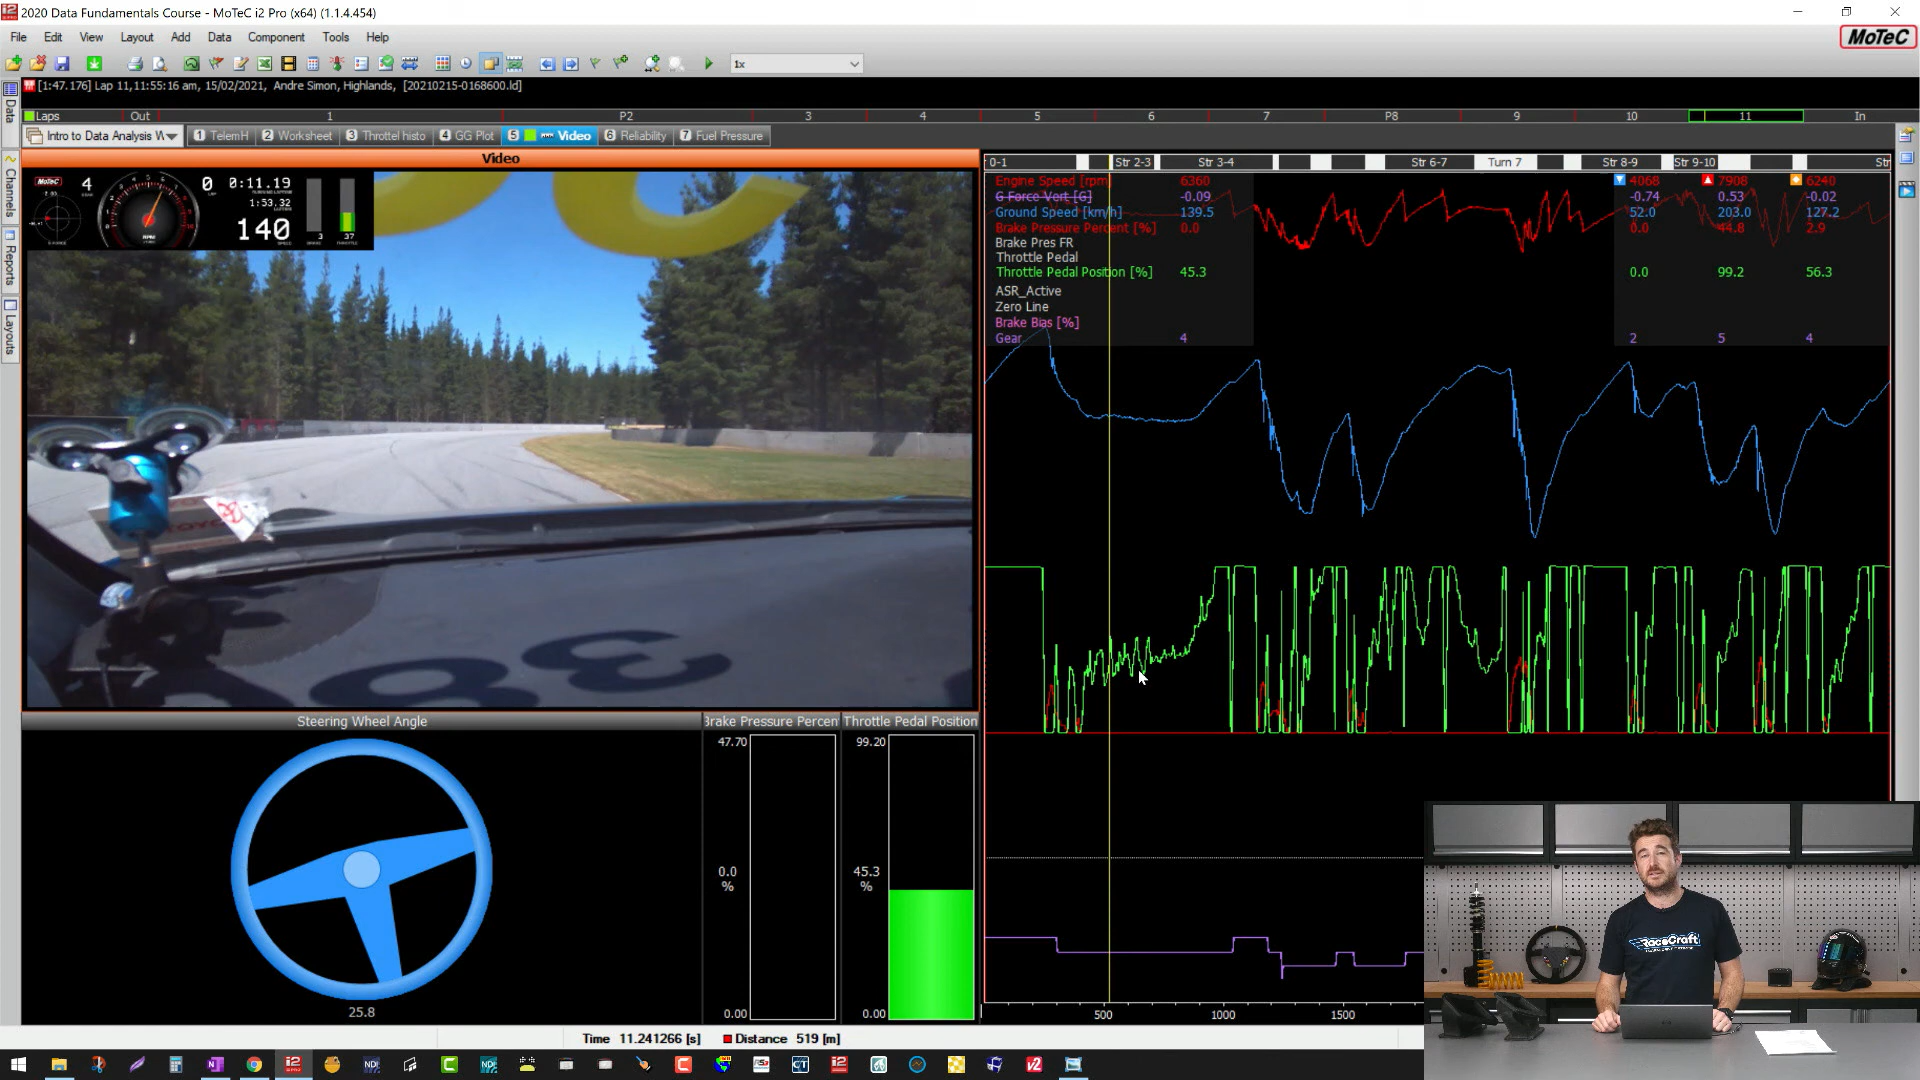 2020 Data Fundamentals Course - MoTeC i2 Pro (x64) (1.1.4.454)
File Edit View Layout Add Data Component Tools Help
MoTeC
1x
[1:47.176] Lap 11,11:55:16 am, 15/02/2021, Andre Simon, Highlands, [20210215-0168600.ld]
Laps Out 1 P2 3 4 5 6 7 P8 9 10 11 In
Intro to Data Analysis W 1 TelemH 2 Worksheet 3 Throttel histo 4 GG Plot 5 Video 6 Reliability 7 Fuel Pressure
Data
Channels
Reports
Layouts
Video
MoTeC
4
0
0:11.19
1:53.32
140
3
37
38
0-1 Str 2-3 Str 3-4 Str 6-7 Turn 7 Str 8-9 Str 9-10 Str
Engine Speed [rpm] 6360 4068 7908 6240
G Force Vert [G] -0.09 -0.74 0.53 -0.02
Ground Speed [km/h] 139.5 52.0 203.0 127.2
Brake Pressure Percent [%] 0.0 0.0 44.8 2.9
Brake Pres FR
Throttle Pedal
Throttle Pedal Position [%] 45.3 0.0 99.2 56.3
ASR_Active
Zero Line
Brake Bias [%]
Gear 4 2 5 4
500 1000 1500
Steering Wheel Angle
25.8
Brake Pressure Percen
47.70
0.0
%
0.00
Throttle Pedal Position
99.20
45.3
%
0.00
RaceCraft
Time 11.241266 [s] Distance 519 [m]